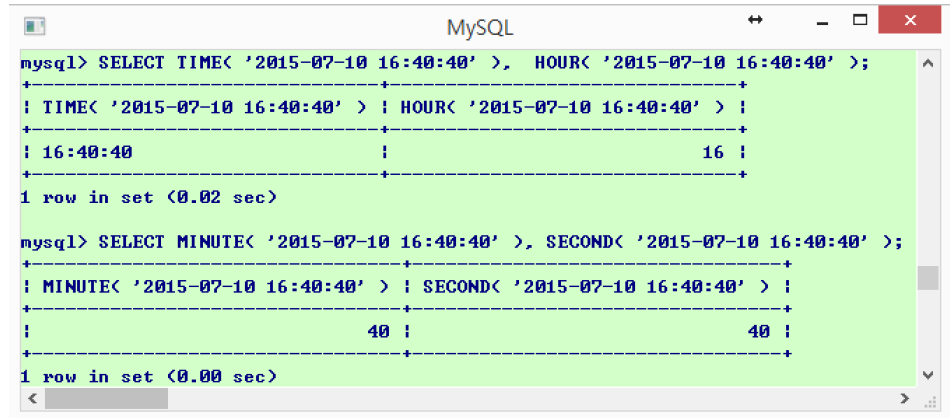 MySQL
mysql> SELECT TIME( '2015-07-10 16:40:40' ),  HOUR( '2015-07-10 16:40:40' );
+-------------------------------+-------------------------------+
| TIME( '2015-07-10 16:40:40' ) | HOUR( '2015-07-10 16:40:40' ) |
+-------------------------------+-------------------------------+
| 16:40:40                      |                            16 |
+-------------------------------+-------------------------------+
1 row in set (0.02 sec)
mysql> SELECT MINUTE( '2015-07-10 16:40:40' ), SECOND( '2015-07-10 16:40:40' );
+---------------------------------+---------------------------------+
| MINUTE( '2015-07-10 16:40:40' ) | SECOND( '2015-07-10 16:40:40' ) |
+---------------------------------+---------------------------------+
|                              40 |                              40 |
+---------------------------------+---------------------------------+
1 row in set (0.00 sec)